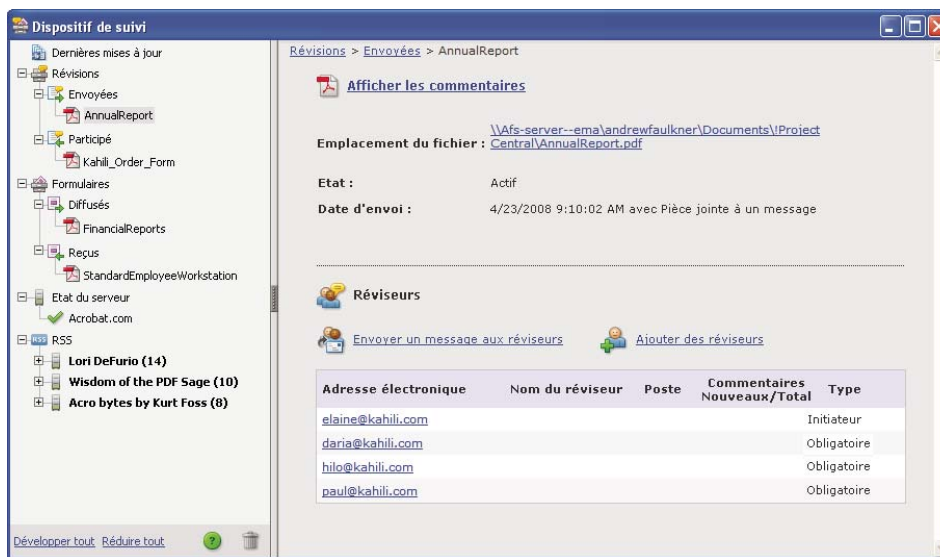 Dispositif de suivi
Dernières mises à jour
Révisions
Envoyées
AnnualReport
Participé
Kahili_Order_Form
Formulaires
Diffusés
FinancialReports
Reçus
StandardEmployeeWorkstation
Etat du serveur
Acrobat.com
RSS RSS
Lori DeFurio (14)
Wisdom of the PDF Sage (10)
Acro bytes by Kurt Foss (8)
Développer tout Réduire tout ?
Révisions > Envoyées > AnnualReport
Afficher les commentaires
Emplacement du fichier : \\Afs-server--ema\andrewfaulkner\Documents\!Project
Central\AnnualReport.pdf
Etat : Actif
Date d'envoi : 4/23/2008 9:10:02 AM avec Pièce jointe à un message
Réviseurs
Envoyer un message aux réviseurs Ajouter des réviseurs
Adresse électronique Nom du réviseur Poste Commentaires Nouveaux/Total Type
elaine@kahili.com Initiateur
daria@kahili.com Obligatoire
hilo@kahili.com Obligatoire
paul@kahili.com Obligatoire